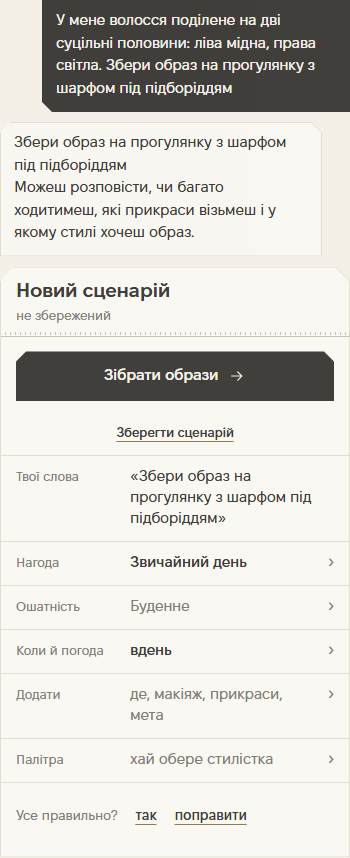 У мене волосся поділене на дві
суцільні половини: ліва мідна, права
світла. Збери образ на прогулянку з
шарфом під підборіддям
Збери образ на прогулянку з шарфом
під підборіддям
Можеш розповісти, чи багато
ходитимеш, які прикраси візьмеш і у
якому стилі хочеш образ.
Новий сценарій
не збережений
Зібрати образи →
Зберегти сценарій
Твої слова «Збери образ на
прогулянку з шарфом під
підборіддям»
Нагода Звичайний день ›
Ошатність Буденне ›
Коли й погода вдень ›
Додати де, макіяж, прикраси, ›
мета
Палітра хай обере стилістка ›
Усе правильно? так поправити